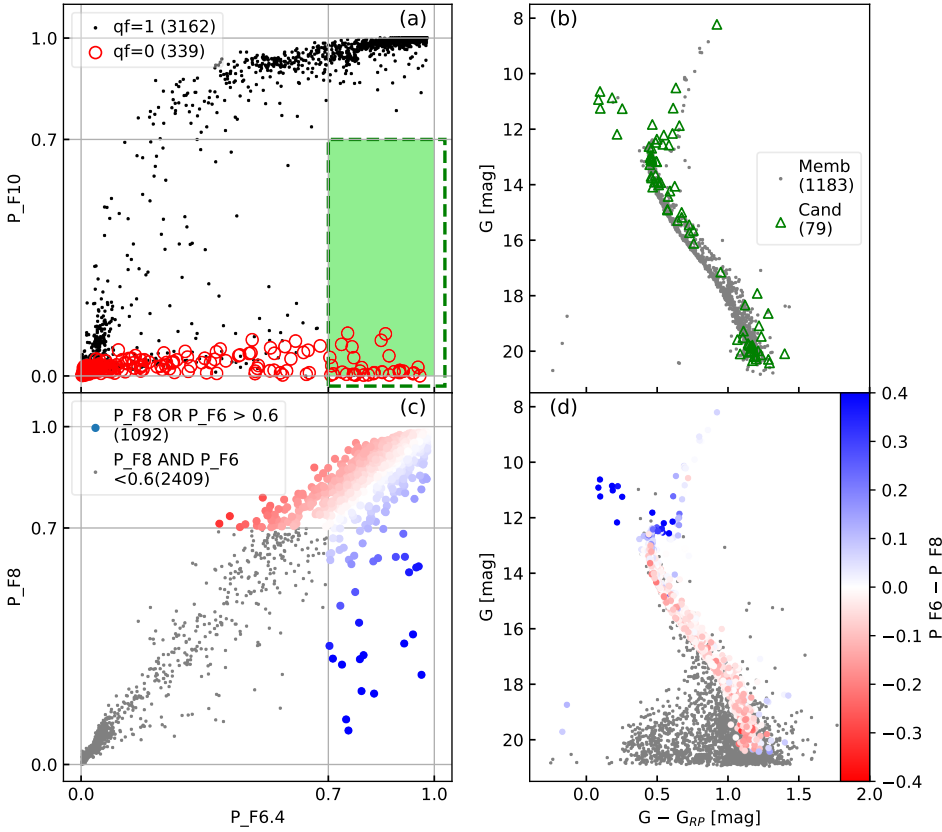 (a)
qf=1 (3162)
qf=0 (339)
1.0
0.7
0.0
P_F10
(b)
8
10
12
14
16
18
20
G [mag]
Memb
(1183)
Cand
(79)
(c)
P_F8 OR P_F6 > 0.6
(1092)
P_F8 AND P_F6
<0.6(2409)
1.0
0.7
0.0
P_F8
0.0
0.7
1.0
P_F6.4
(d)
8
10
12
14
16
18
20
G [mag]
0.0
0.5
1.0
1.5
2.0
G − G_RP [mag]
0.4
0.3
0.2
0.1
0.0
−0.1
−0.2
−0.3
−0.4
P F6 − P F8